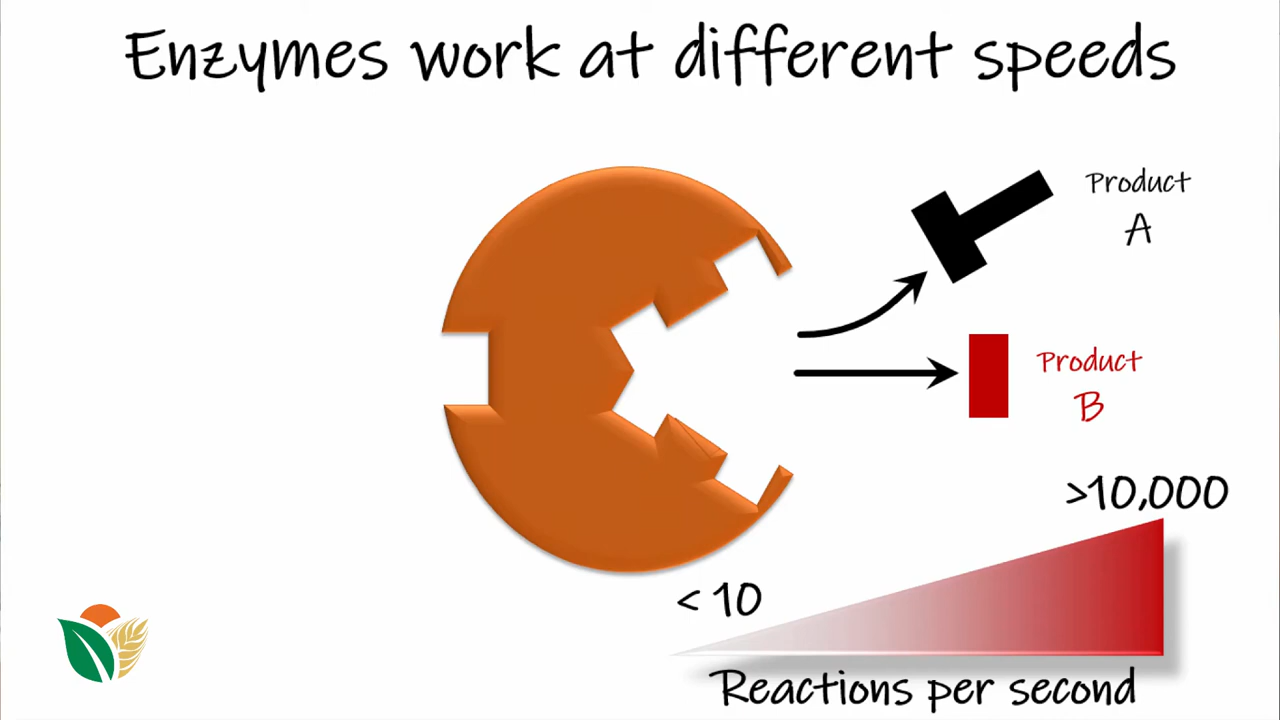 Enzymes work at different speeds
Product
A
Product
B
>10,000
< 10
Reactions per second